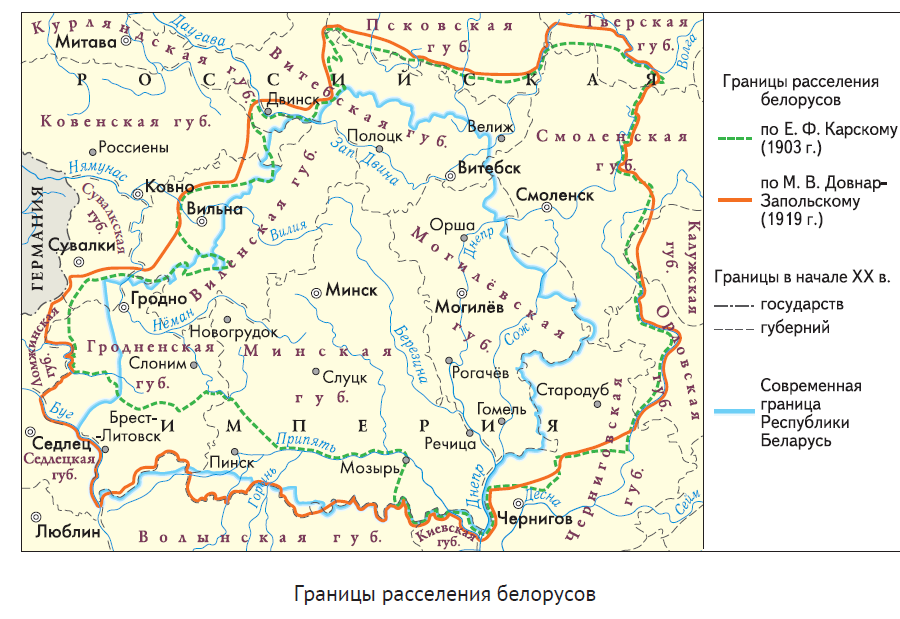 Курляндская губ.
Митава
Даугава
Псковская
губ.
Тверская
губ.
Волга
Витебская губ.
РОССИЙСКАЯ
Двинск
Ковенская губ.
Россиены
Полоцк
Зап. Двина
Велиж
Смоленская
губ.
Нямунас
Ковно
Витебск
Смоленск
ГЕРМАНИЯ
Сувалкская
губ.
Вильна
Вилия
Виленская губ.
Сувалки
Орша
Днепр
Могилёвская
губ.
Калужская
губ.
Гродно
Минск
Могилёв
Неман
Новогрудок
Березина
Сож
Орловская
губ.
Ломжинская
губ.
Гродненская
губ.
Минская
губ.
Слоним
Слуцк
Рогачёв
Стародуб
Буг
Брест-
-Литовск
ИМПЕРИЯ
Гомель
Речица
Седлец
Седлецкая
губ.
Пинск
Припять
Мозырь
Горынь
Днепр
Черниговская
губ.
Десна
Сейм
Чернигов
Люблин
Волынская губ.
Киевская
губ.
Границы расселения
белорусов
по Е. Ф. Карскому
(1903 г.)
по М. В. Довнар-
Запольскому
(1919 г.)
Границы в начале XX в.
государств
губерний
Современная
граница
Республики
Беларусь
Границы расселения белорусов